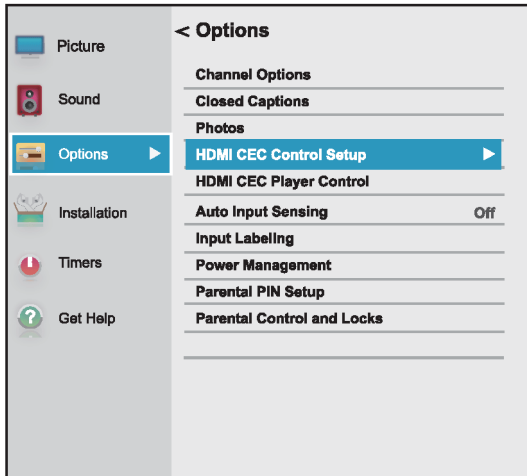 Picture
Sound
Options
Installation
Timers
Get Help
< Options
Channel Options
Closed Captions
Photos
HDMI CEC Control Setup
HDMI CEC Player Control
Auto Input Sensing Off
Input Labeling
Power Management
Parental PIN Setup
Parental Control and Locks